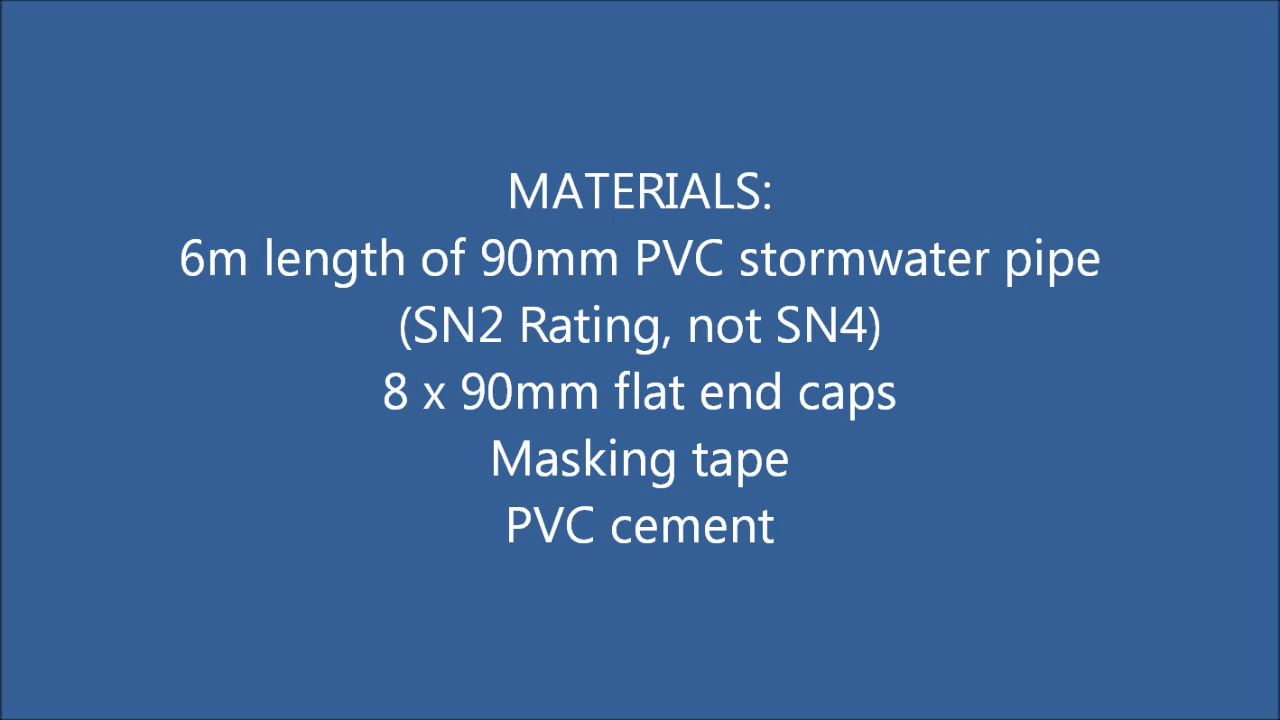 MATERIALS:
6m length of 90mm PVC stormwater pipe
(SN2 Rating, not SN4)
8 x 90mm flat end caps
Masking tape
PVC cement